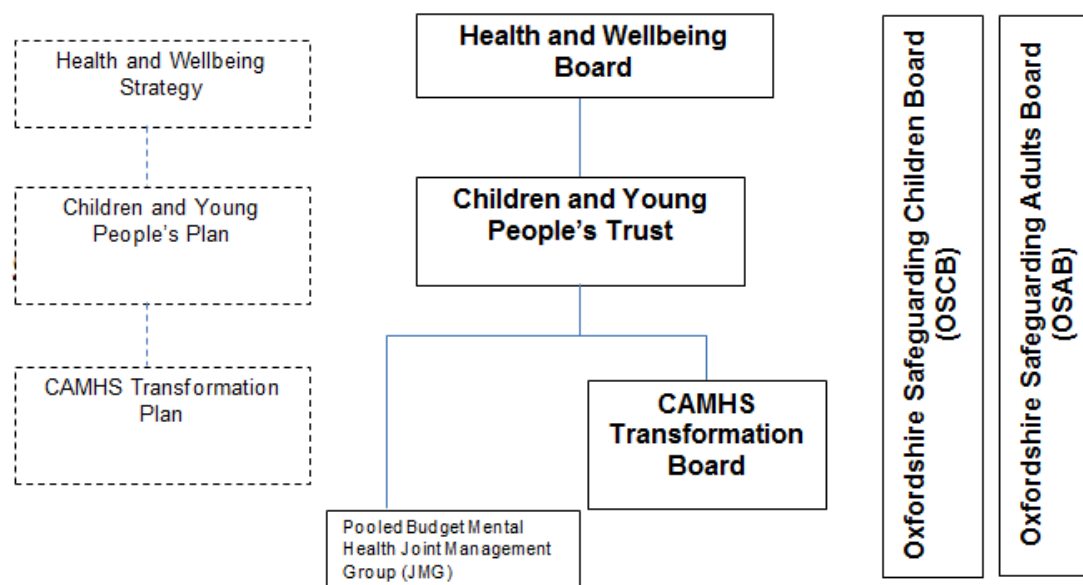 Health and Wellbeing
Strategy
Children and Young
People's Plan
CAMHS Transformation
Plan
Health and Wellbeing
Board
Children and Young
People's Trust
CAMHS
Transformation
Board
Pooled Budget Mental
Health Joint Management
Group (JMG)
Oxfordshire Safeguarding Children Board
(OSCB)
Oxfordshire Safeguarding Adults Board
(OSAB)